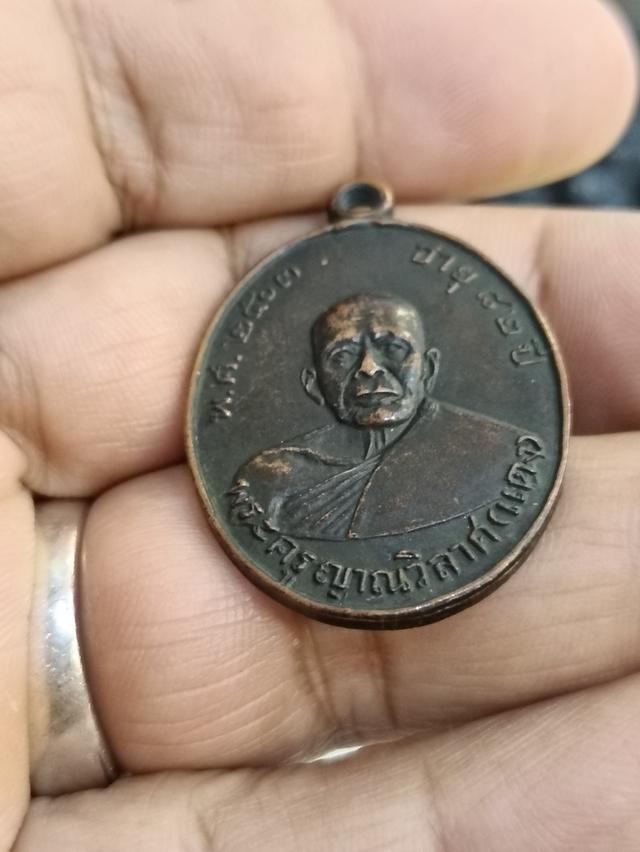 พ.ศ. ๒๕๐๓
อายุ ๘๒ ปี
พระครูญาณวิลาศ (แดง)